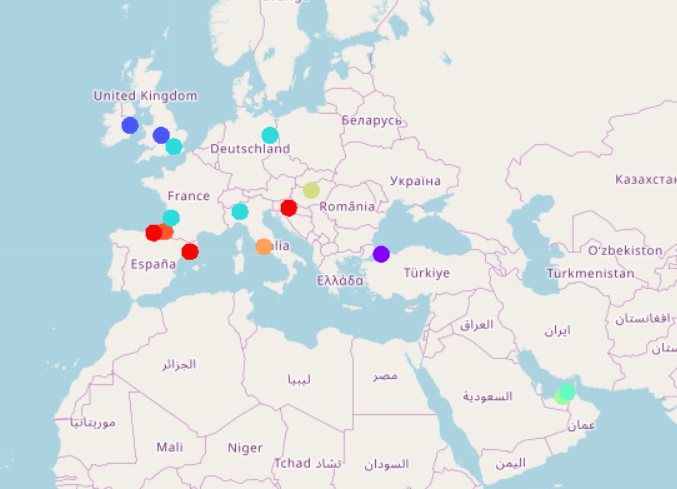 United Kingdom
Беларусь
Deutschland
Казахстан
Україна
France
România
alia
O‘zbekiston
España
Türkiye
Türkmenistan
Ελλάδα
افغانستان
العراق
ایران
الجزائر
ليبيا
مصر
السعودية
موريتانيا
عمان
Mali
Niger
Tchad تشاد
السودان
اليمن